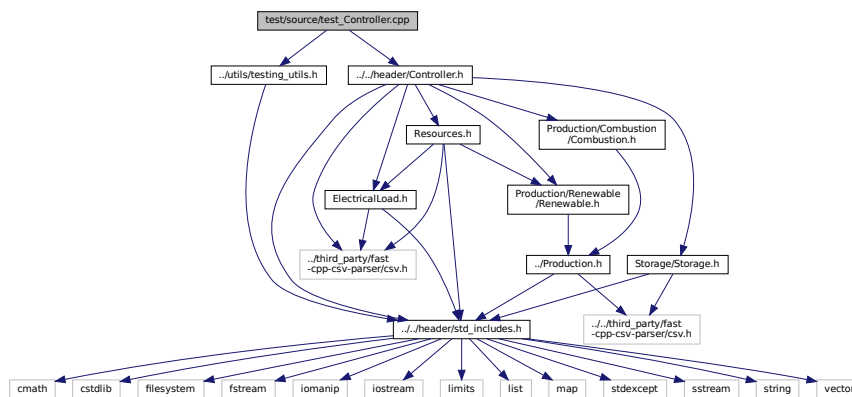 test/source/test_Controller.cpp
../utils/testing_utils.h
../../header/Controller.h
Resources.h
Production/Combustion
/Combustion.h
ElectricalLoad.h
Production/Renewable
/Renewable.h
../third_party/fast
-cpp-csv-parser/csv.h
../Production.h
Storage/Storage.h
../../header/std_includes.h
../../third_party/fast
-cpp-csv-parser/csv.h
cmath
cstdlib
filesystem
fstream
iomanip
iostream
limits
list
map
stdexcept
sstream
string
vector